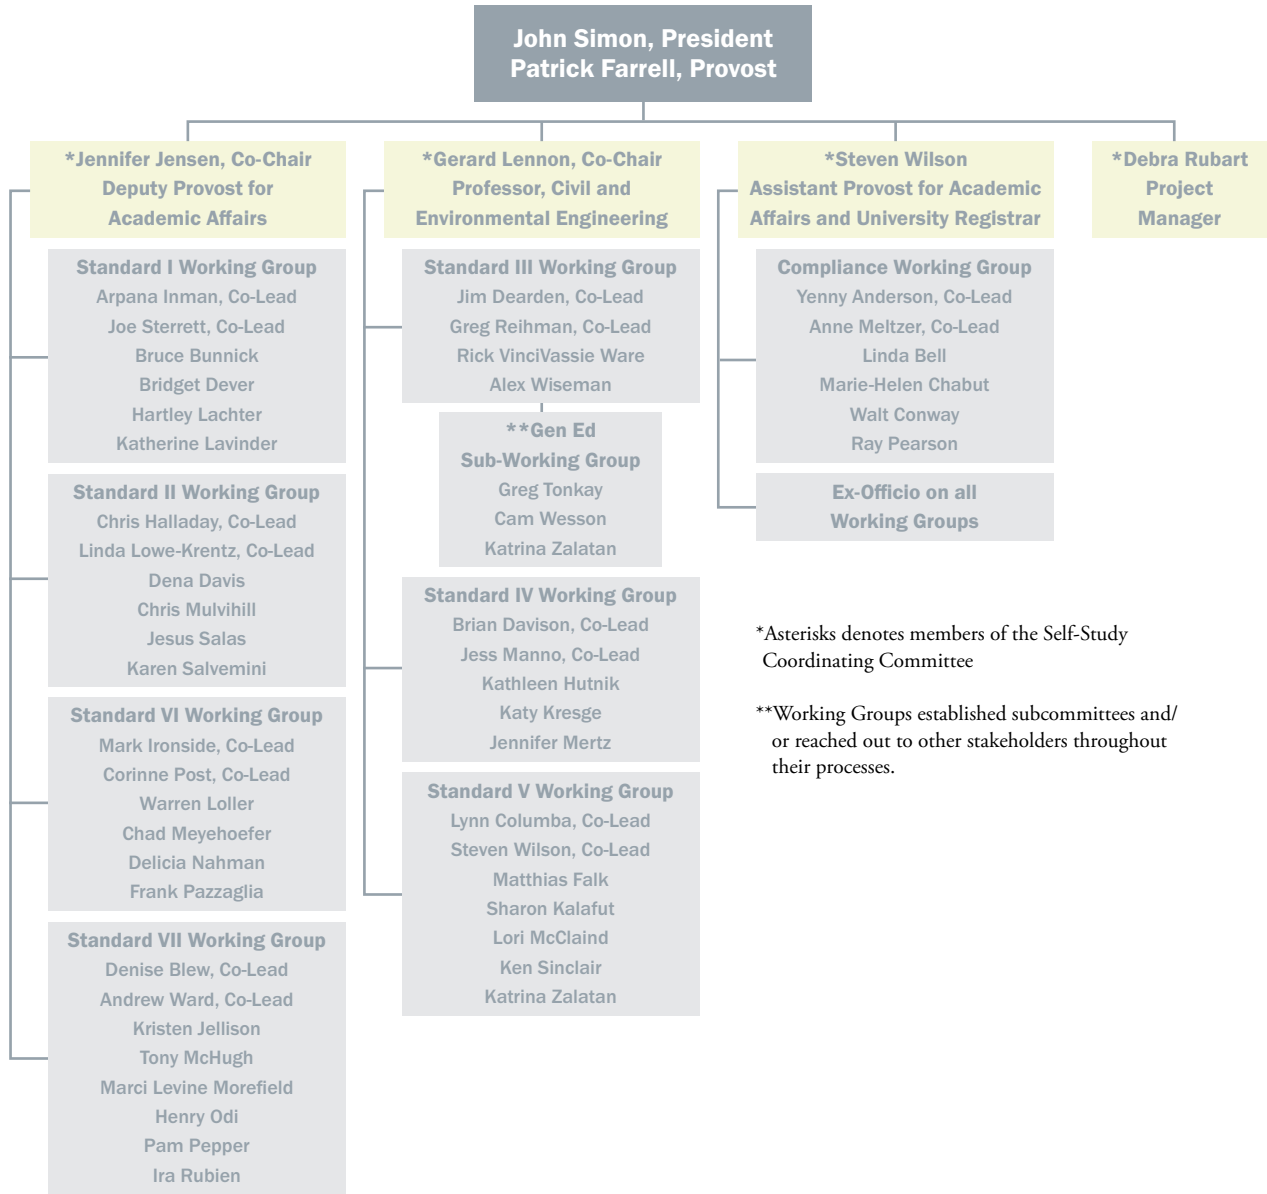 John Simon, President
Patrick Farrell, Provost
*Jennifer Jensen, Co-Chair
Deputy Provost for
Academic Affairs
Standard I Working Group
Arpana Inman, Co-Lead
Joe Sterrett, Co-Lead
Bruce Bunnick
Bridget Dever
Hartley Lachter
Katherine Lavinder
Standard II Working Group
Chris Halladay, Co-Lead
Linda Lowe-Krentz, Co-Lead
Dena Davis
Chris Mulvihill
Jesus Salas
Karen Salvemini
Standard VI Working Group
Mark Ironside, Co-Lead
Corinne Post, Co-Lead
Warren Loller
Chad Meyehoefer
Delicia Nahman
Frank Pazzaglia
Standard VII Working Group
Denise Blew, Co-Lead
Andrew Ward, Co-Lead
Kristen Jellison
Tony McHugh
Marci Levine Morefield
Henry Odi
Pam Pepper
Ira Rubien
*Gerard Lennon, Co-Chair
Professor, Civil and
Environmental Engineering
Standard III Working Group
Jim Dearden, Co-Lead
Greg Reihman, Co-Lead
Rick VinciVassie Ware
Alex Wiseman
**Gen Ed
Sub-Working Group
Greg Tonkay
Cam Wesson
Katrina Zalatan
Standard IV Working Group
Brian Davison, Co-Lead
Jess Manno, Co-Lead
Kathleen Hutnik
Katy Kresge
Jennifer Mertz
Standard V Working Group
Lynn Columba, Co-Lead
Steven Wilson, Co-Lead
Matthias Falk
Sharon Kalafut
Lori McClaind
Ken Sinclair
Katrina Zalatan
*Steven Wilson
Assistant Provost for Academic
Affairs and University Registrar
Compliance Working Group
Yenny Anderson, Co-Lead
Anne Meltzer, Co-Lead
Linda Bell
Marie-Helen Chabut
Walt Conway
Ray Pearson
Ex-Officio on all
Working Groups
*Debra Rubart
Project
Manager
*Asterisks denotes members of the Self-Study
Coordinating Committee
**Working Groups established subcommittees and/
or reached out to other stakeholders throughout
their processes.